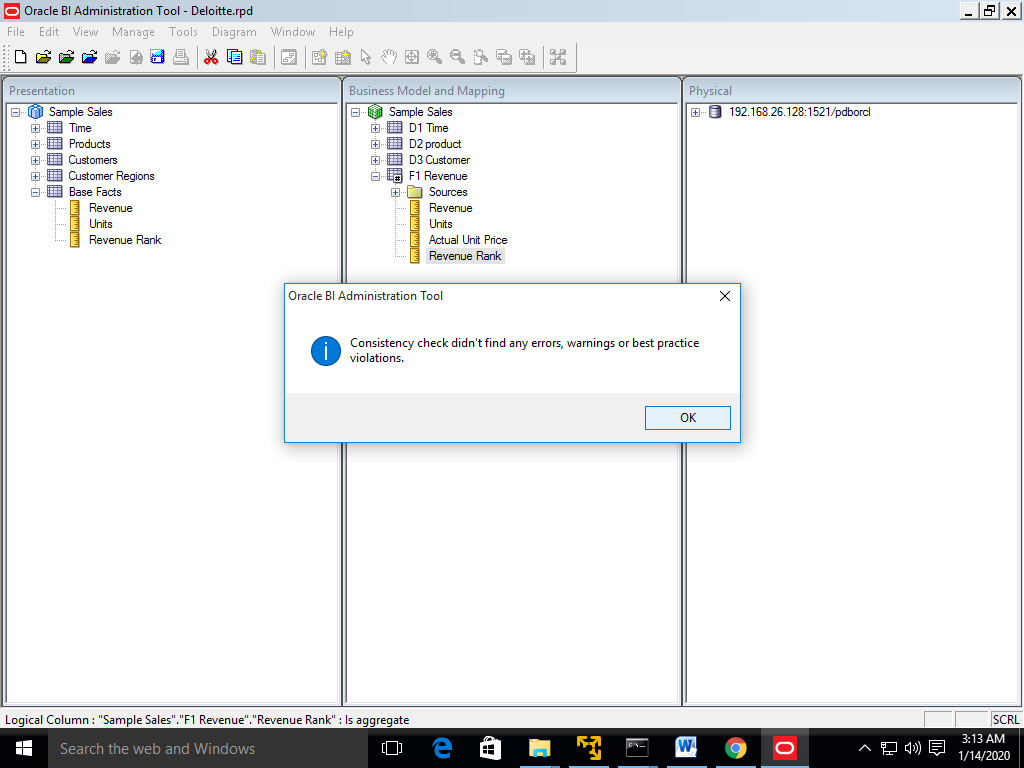 Oracle BI Administration Tool - Deloitte.rpd
File Edit View Manage Tools Diagram Window Help
Presentation
Sample Sales
Time
Products
Customers
Customer Regions
Base Facts
Revenue
Units
Revenue Rank
Business Model and Mapping
Sample Sales
D1 Time
D2 product
D3 Customer
F1 Revenue
Sources
Revenue
Units
Actual Unit Price
Revenue Rank
Physical
192.168.26.128:1521/pdborcl
Oracle BI Administration Tool
Consistency check didn't find any errors, warnings or best practice
violations.
OK
Logical Column : "Sample Sales"."F1 Revenue"."Revenue Rank" : Is aggregate
SCRL
Search the web and Windows
3:13 AM
1/14/2020